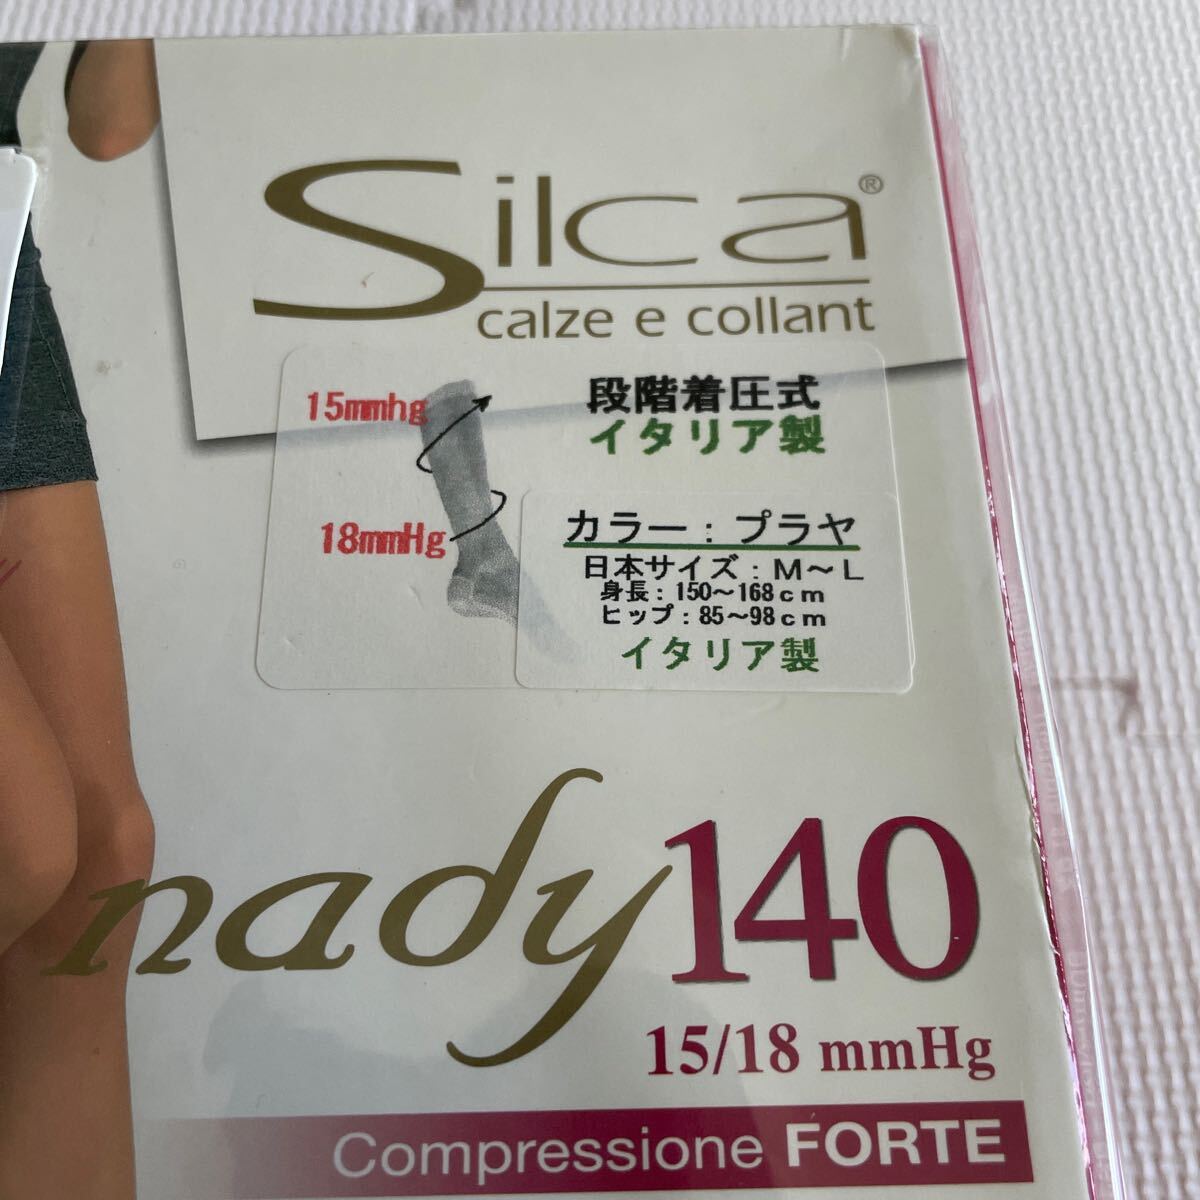 Silca®
calze e collant
15mmhg
18mmHg
段階着圧式
イタリア製
カラー：プラヤ
日本サイズ：M～L
身長：150～168cm
ヒップ：85～98cm
イタリア製
nady 140
15/18 mmHg
Compressione FORTE